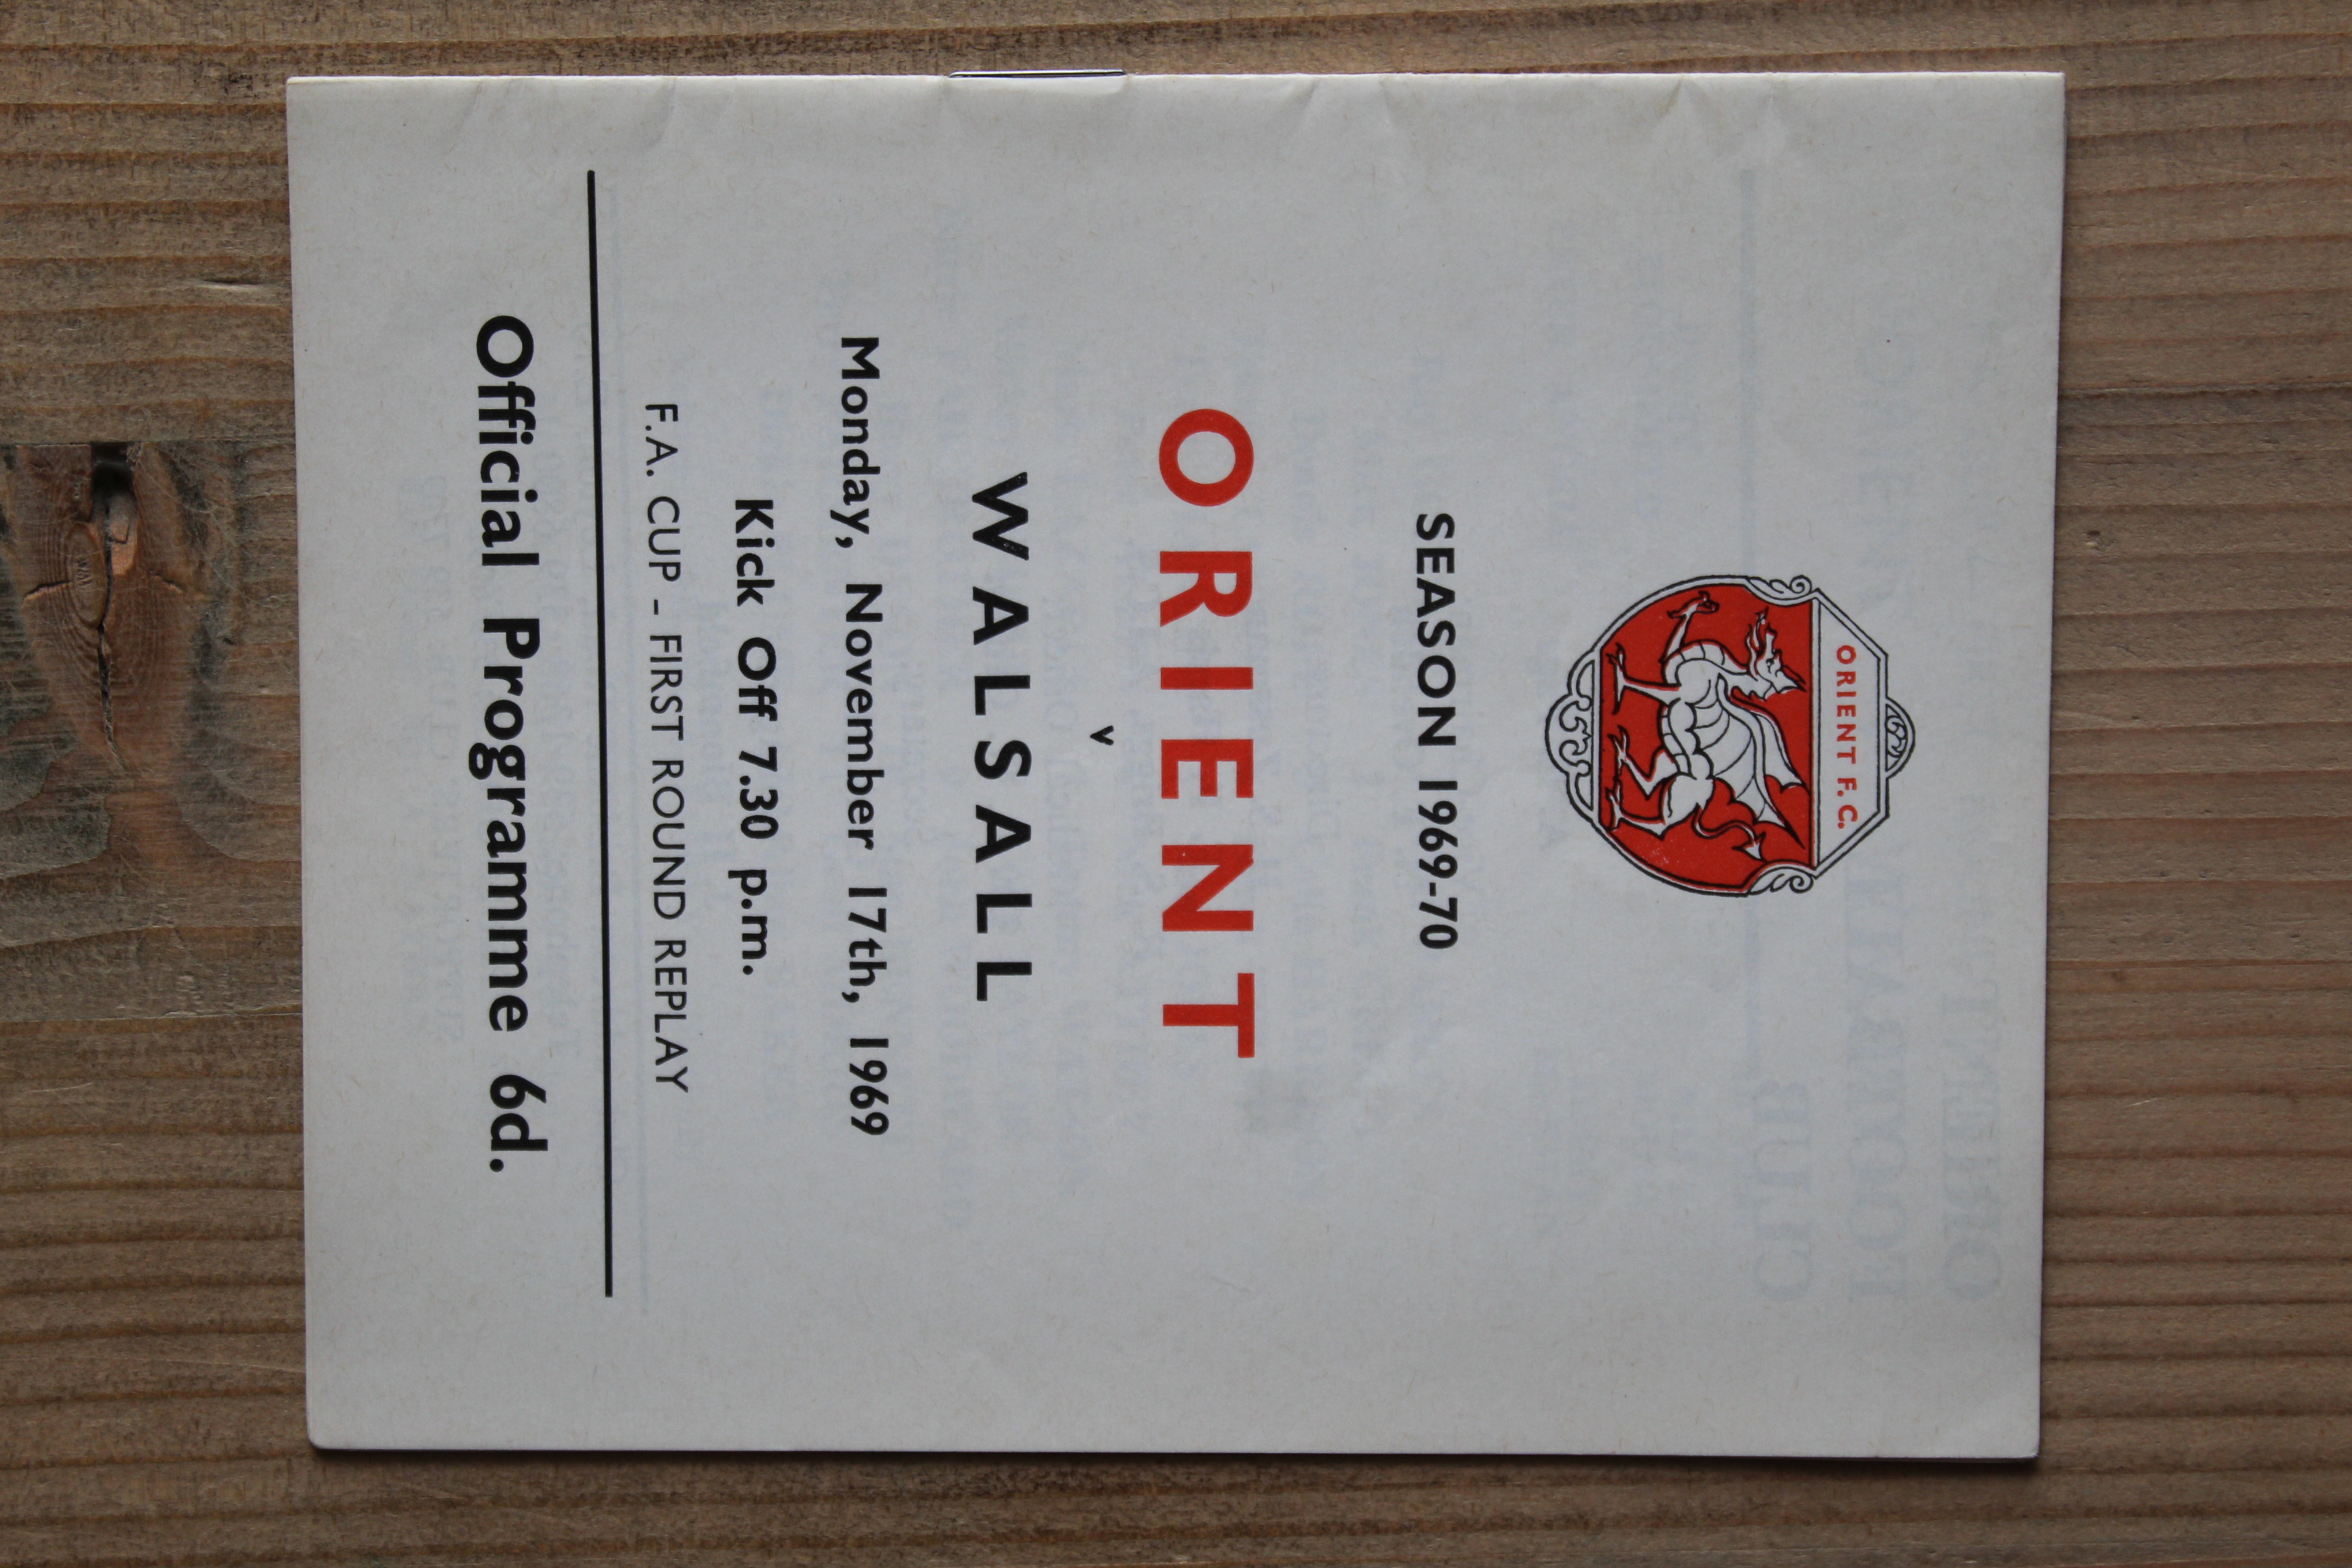 ORIENT F.C.
SEASON 1969-70
ORIENT
v
WALSALL
Monday, November 17th, 1969
Kick Off 7.30 p.m.
F.A. CUP - FIRST ROUND REPLAY
Official Programme 6d.